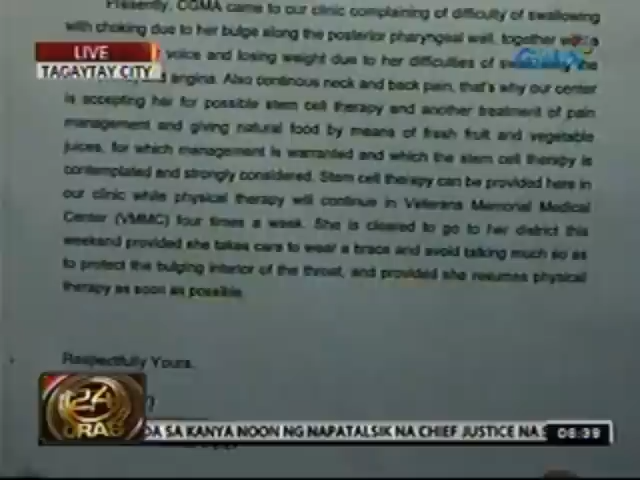 Presently, CGMA came to our clinic complaining of difficulty of swallowing
with choking due to her bulge along the posterior pharyngeal wall, together with a
LIVE
voice and losing weight due to her difficulties of
GMA
TAGAYTAY CITY
angina. Also continous neck and back pain, that's why our center
is accepting her for possible stem cell therapy and another treatment of pain
management and giving natural food by means of fresh fruit and vegetable
juices, for which management is warranted and which the stem cell therapy is
contemplated and strongly considered. Stem cell therapy can be provided here in
our clinic while physical therapy will continue in Veterans Memorial Medical
Center (VMMC) four times a week. She is cleared to go to her district this
weekend provided she takes care to wear a brace and avoid talking much so as
to protect the bulging interior of the throat, and provided she resumes physical
therapy as soon as possible.
Respectfully Yours,
24
ORAS
DA SA KANYA NOON NG NAPATALSIK NA CHIEF JUSTICE NA S
06:39